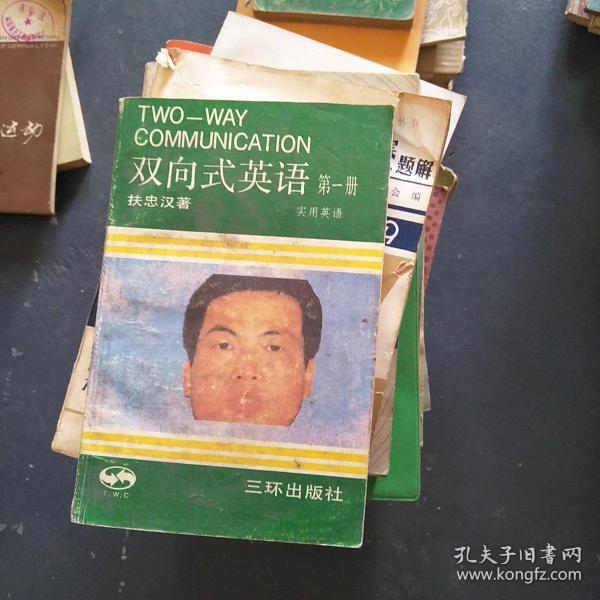 TWO—WAY
COMMUNICATION
双向式英语 第一册
扶忠汉著
实用英语
T.W.C
三环出版社
题解
会编
9
运动
孔夫子旧书网
www.kongfz.com